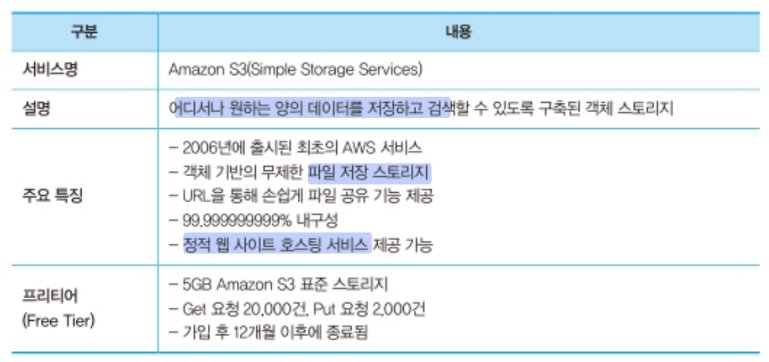 구분 내용
서비스명 Amazon S3(Simple Storage Services)
설명 어디서나 원하는 양의 데이터를 저장하고 검색할 수 있도록 구축된 객체 스토리지
– 2006년에 출시된 최초의 AWS 서비스
– 객체 기반의 무제한 파일 저장 스토리지
주요 특징 – URL을 통해 손쉽게 파일 공유 기능 제공
– 99.999999999% 내구성
– 정적 웹 사이트 호스팅 서비스 제공 가능
프리티어 – 5GB Amazon S3 표준 스토리지
(Free Tier) – Get 요청 20,000건, Put 요청 2,000건
– 가입 후 12개월 이후에 종료됨